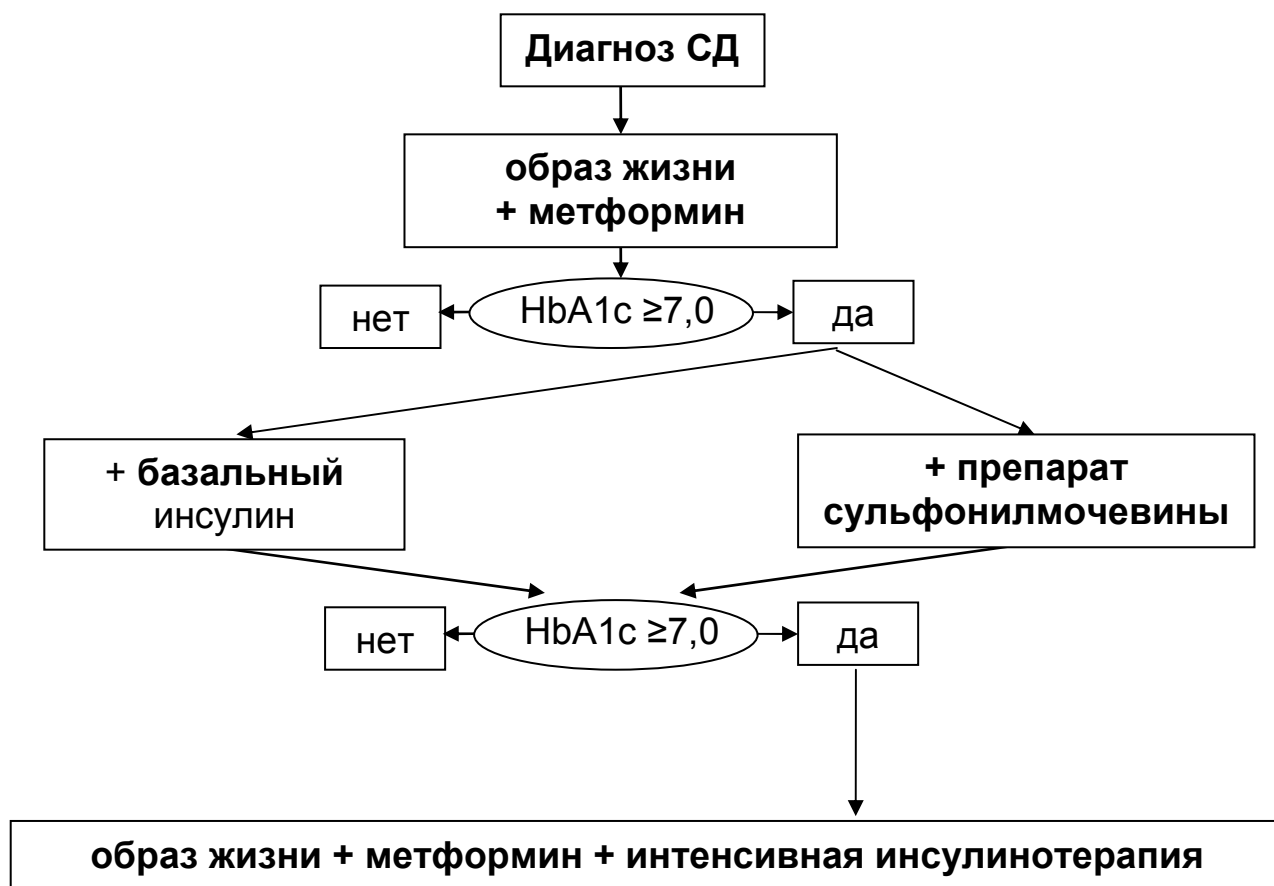 Диагноз СД
образ жизни
+ метформин
нет
HbA1c ≥7,0
да
+ базальный
инсулин
+ препарат
сульфонилмочевины
нет
HbA1c ≥7,0
да
образ жизни + метформин + интенсивная инсулинотерапия